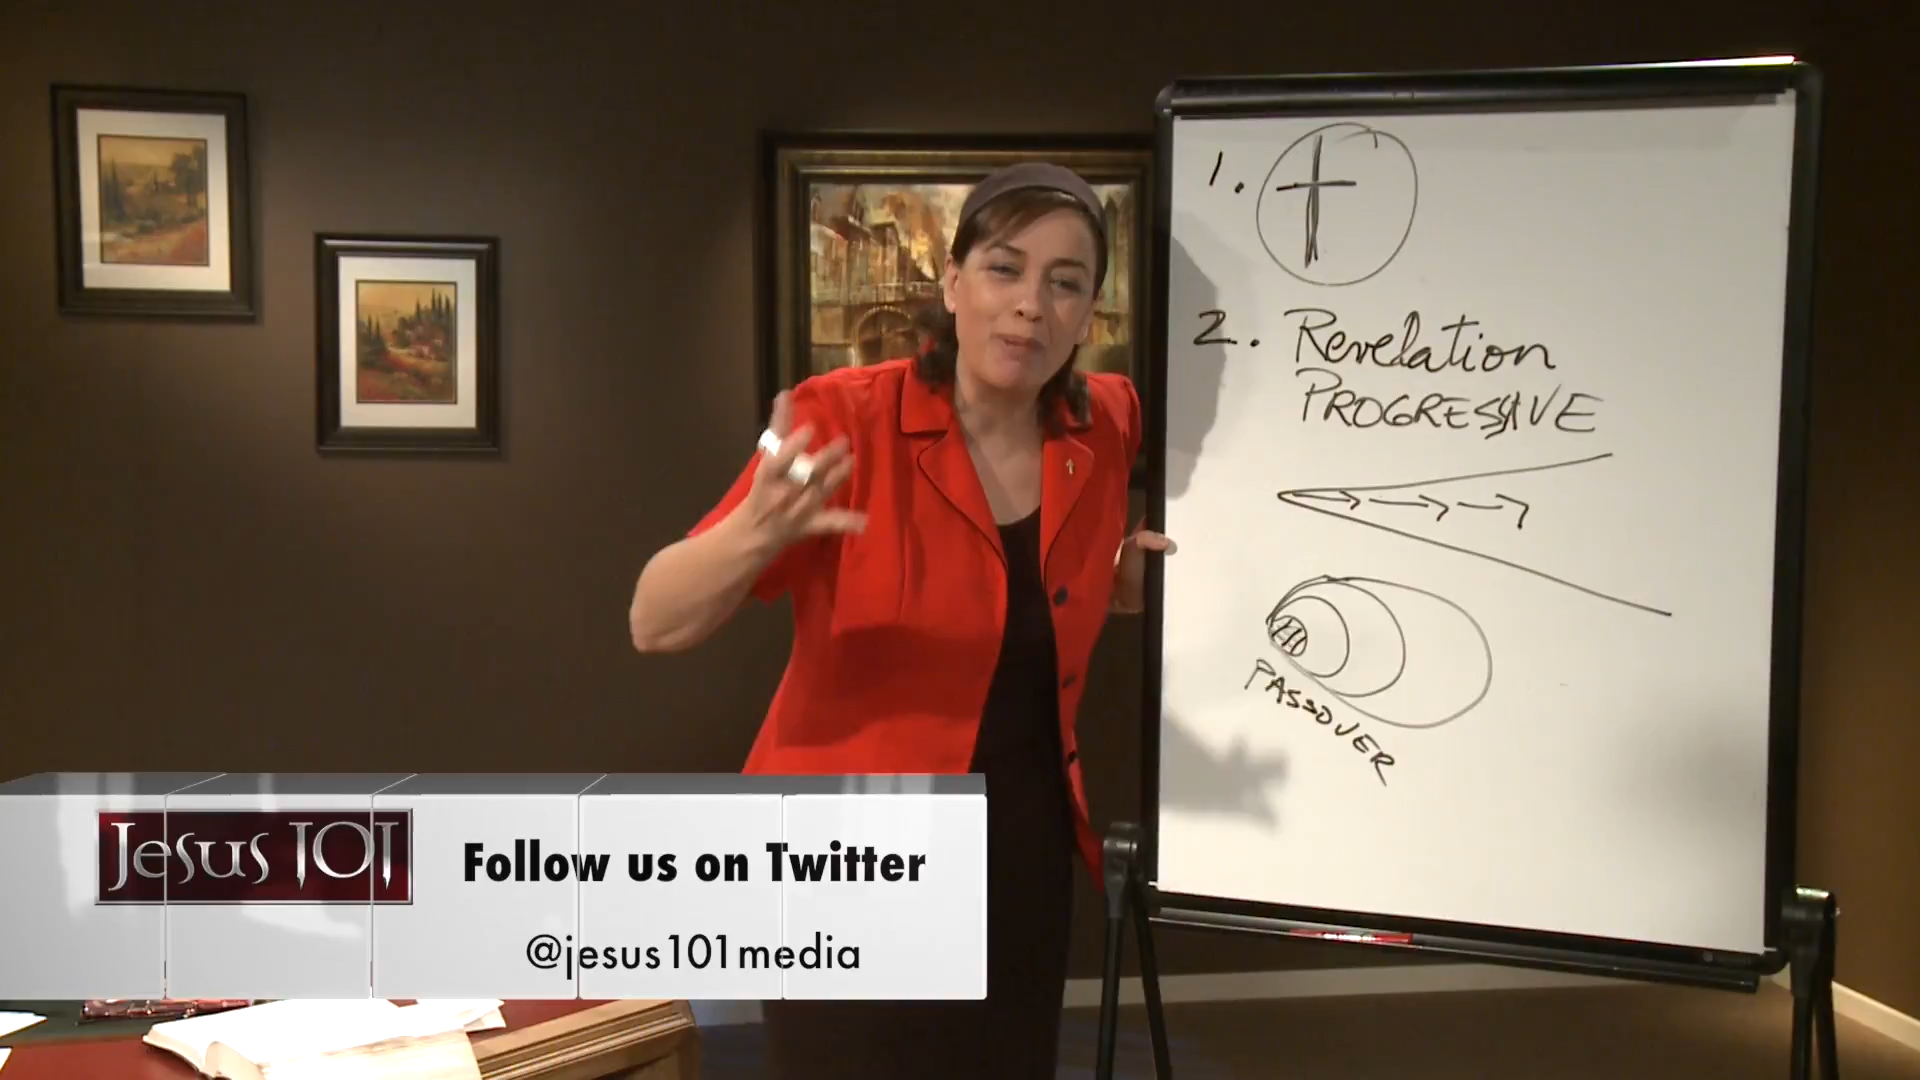 1.
2. Revelation
PROGRESSIVE
PASSOVER
Jesus 101
Follow us on Twitter
@jesus101media